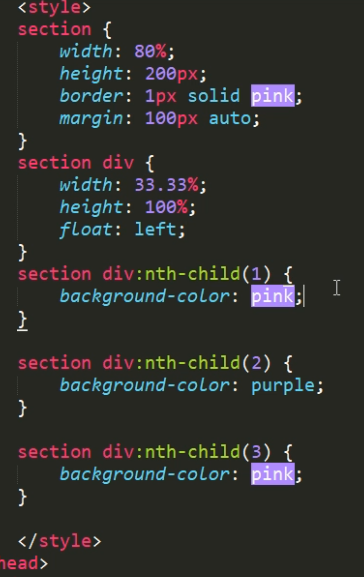 <style>
section {
width: 80%;
height: 200px;
border: 1px solid pink;
margin: 100px auto;
}
section div {
width: 33.33%;
height: 100%;
float: left;
}
section div:nth-child(1) {
background-color: pink;
}
section div:nth-child(2) {
background-color: purple;
}
section div:nth-child(3) {
background-color: pink;
}
</style>
head>